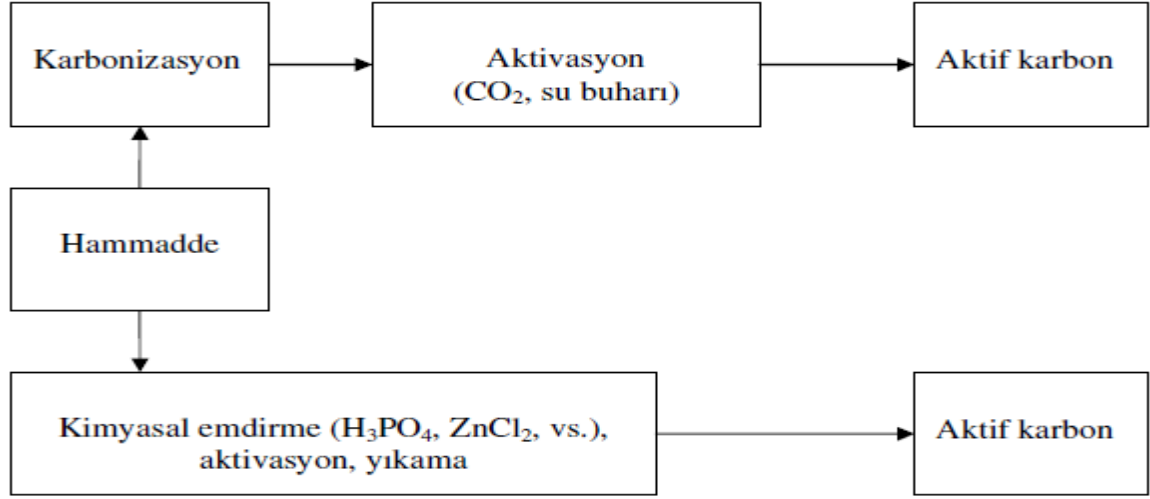 Karbonizasyon
Aktivasyon
(CO₂, su buharı)
Aktif karbon
Hammadde
Kimyasal emdirme (H₃PO₄, ZnCl₂, vs.),
aktivasyon, yıkama
Aktif karbon